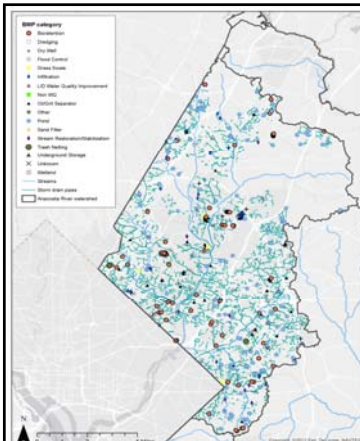 BMP category
Bioretention
Dredging
Dry Well
Flood Control
Grass Swale
Infiltration
LID Water Quality Improvement
Non WQ
Oil/Grit Separator
Other
Pond
Sand Filter
Stream Restoration/Stabilization
Trash Netting
Underground Storage
Unknown
Wetland
Streams
Storm drain pipes
Anacostia River watershed
N